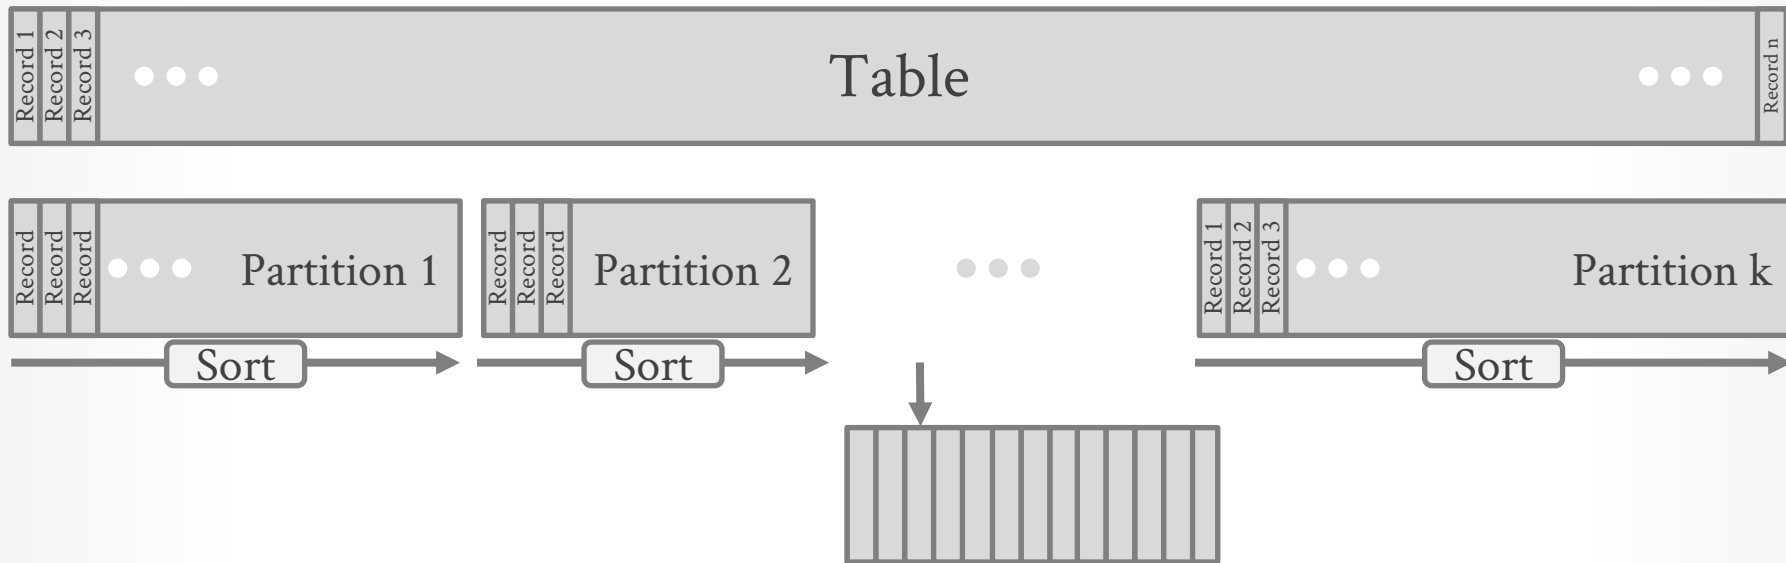 Record 1
Record 2
Record 3
Table
Record n
Record
Record
Record
Partition 1
Record
Record
Record
Partition 2
Record 1
Record 2
Record 3
Partition k
Sort
Sort
Sort